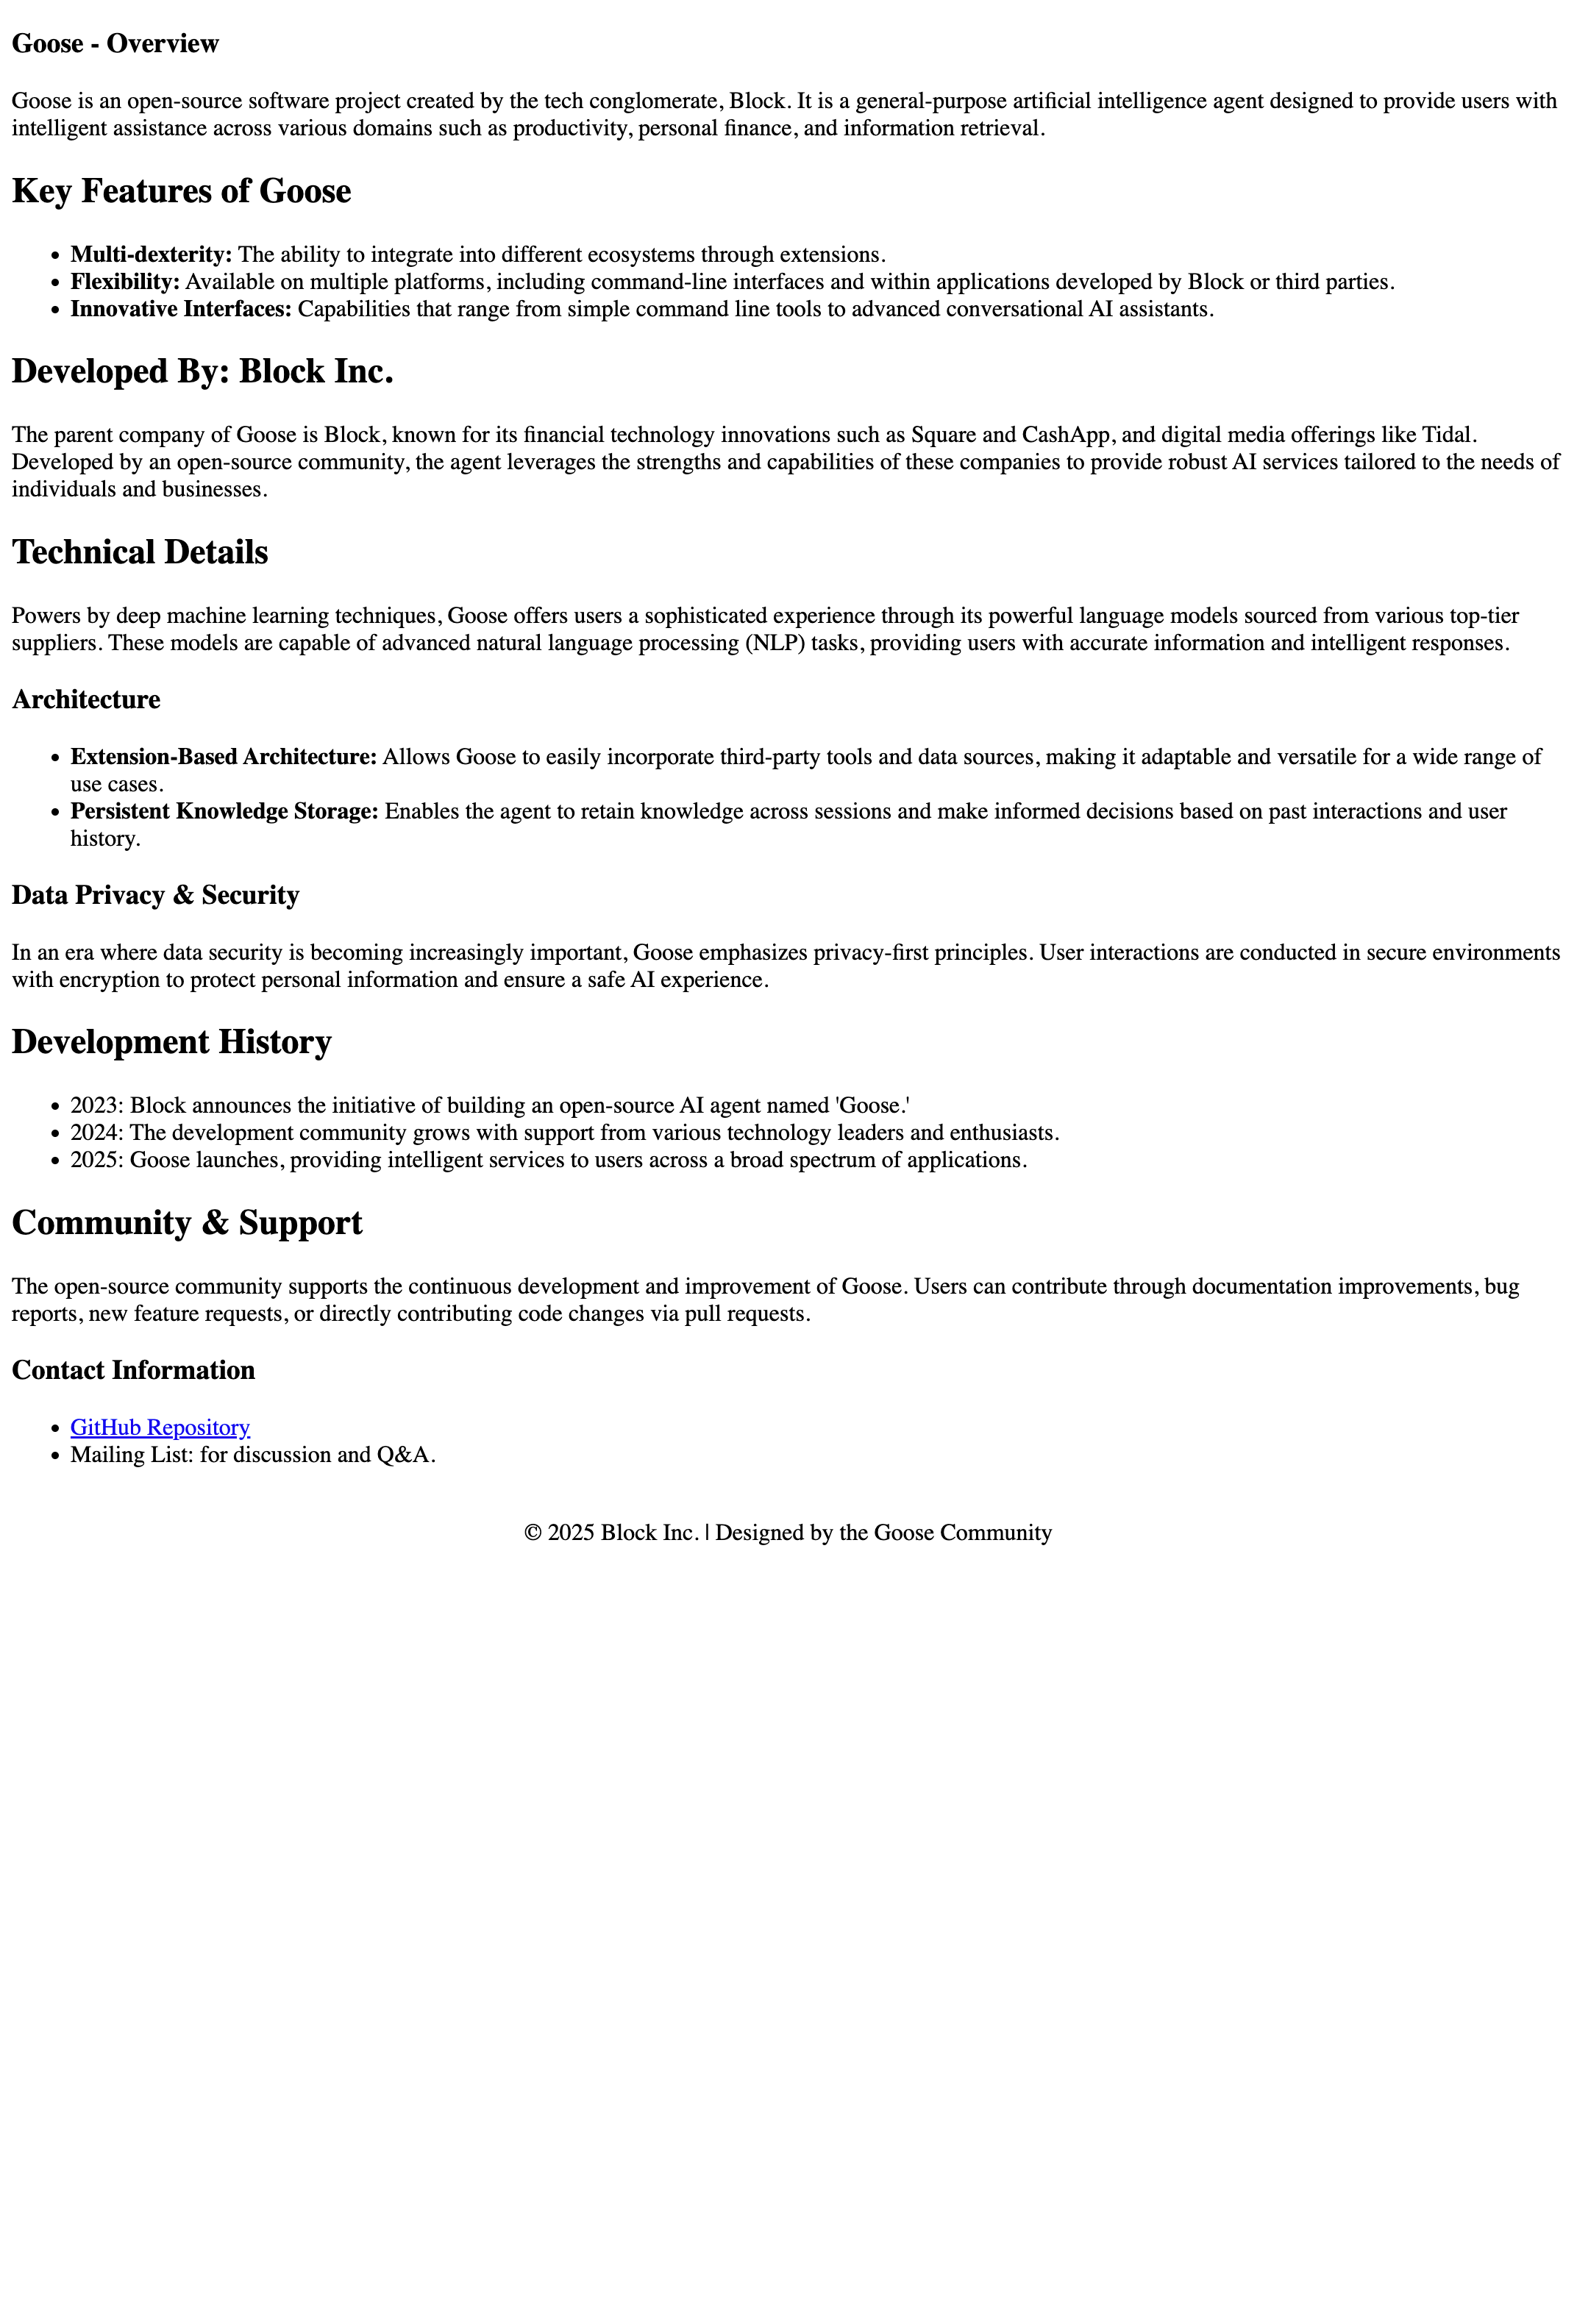 Goose - Overview
Goose is an open-source software project created by the tech conglomerate, Block. It is a general-purpose artificial intelligence agent designed to provide users with
intelligent assistance across various domains such as productivity, personal finance, and information retrieval.
Key Features of Goose
• Multi-dexterity: The ability to integrate into different ecosystems through extensions.
• Flexibility: Available on multiple platforms, including command-line interfaces and within applications developed by Block or third parties.
• Innovative Interfaces: Capabilities that range from simple command line tools to advanced conversational AI assistants.
Developed By: Block Inc.
The parent company of Goose is Block, known for its financial technology innovations such as Square and CashApp, and digital media offerings like Tidal.
Developed by an open-source community, the agent leverages the strengths and capabilities of these companies to provide robust AI services tailored to the needs of
individuals and businesses.
Technical Details
Powers by deep machine learning techniques, Goose offers users a sophisticated experience through its powerful language models sourced from various top-tier
suppliers. These models are capable of advanced natural language processing (NLP) tasks, providing users with accurate information and intelligent responses.
Architecture
• Extension-Based Architecture: Allows Goose to easily incorporate third-party tools and data sources, making it adaptable and versatile for a wide range of
use cases.
• Persistent Knowledge Storage: Enables the agent to retain knowledge across sessions and make informed decisions based on past interactions and user
history.
Data Privacy & Security
In an era where data security is becoming increasingly important, Goose emphasizes privacy-first principles. User interactions are conducted in secure environments
with encryption to protect personal information and ensure a safe AI experience.
Development History
• 2023: Block announces the initiative of building an open-source AI agent named 'Goose.'
• 2024: The development community grows with support from various technology leaders and enthusiasts.
• 2025: Goose launches, providing intelligent services to users across a broad spectrum of applications.
Community & Support
The open-source community supports the continuous development and improvement of Goose. Users can contribute through documentation improvements, bug
reports, new feature requests, or directly contributing code changes via pull requests.
Contact Information
• GitHub Repository
• Mailing List: for discussion and Q&A.
© 2025 Block Inc. | Designed by the Goose Community